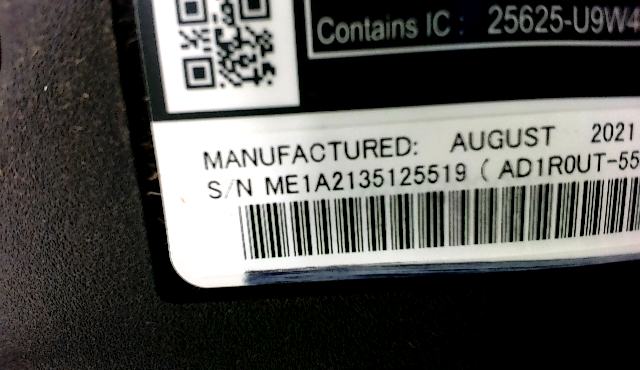 Contains IC : 25625-U9W4
MANUFACTURED: AUGUST 2021
S/N ME1A2135125519 ( AD1R0UT-55